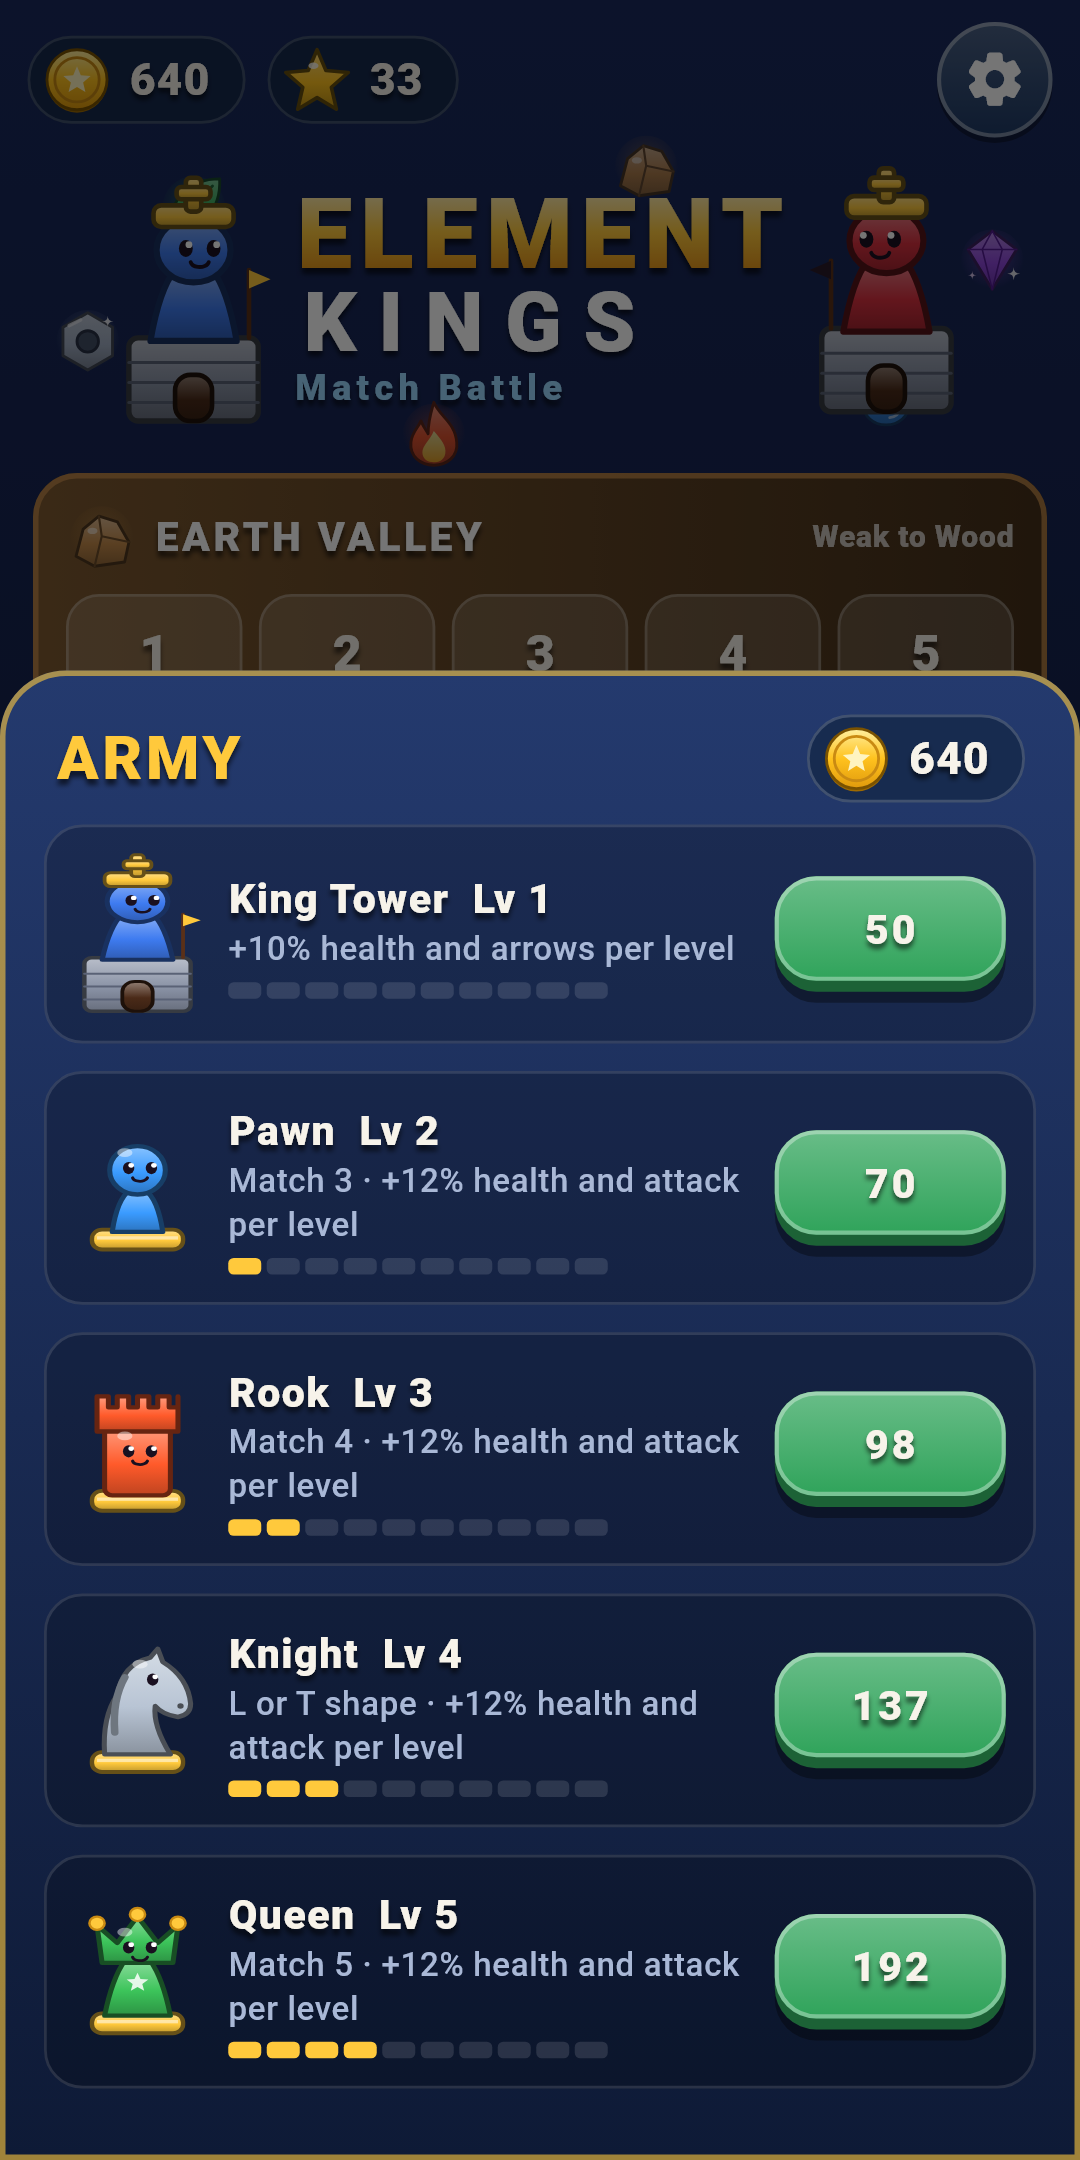 640
33
ELEMENT
KINGS
Match Battle
EARTH VALLEY
Weak to Wood
1
2
3
4
5
ARMY
640
King Tower Lv 1
+10% health and arrows per level
50
Pawn Lv 2
Match 3 · +12% health and attack
per level
70
Rook Lv 3
Match 4 · +12% health and attack
per level
98
Knight Lv 4
L or T shape · +12% health and
attack per level
137
Queen Lv 5
Match 5 · +12% health and attack
per level
192